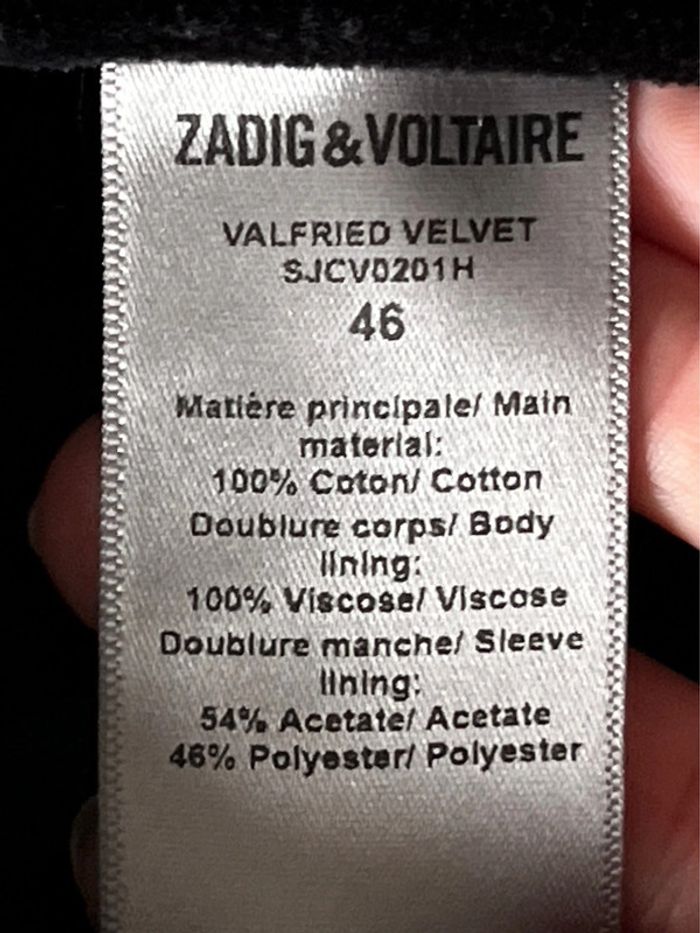 ZADIG&VOLTAIRE
VALFRIED VELVET
SJCV0201H
46
Matière principale/ Main
material:
100% Coton/ Cotton
Doublure corps/ Body
lining:
100% Viscose/ Viscose
Doublure manche/ Sleeve
lining:
54% Acetate/ Acetate
46% Polyester/ Polyester